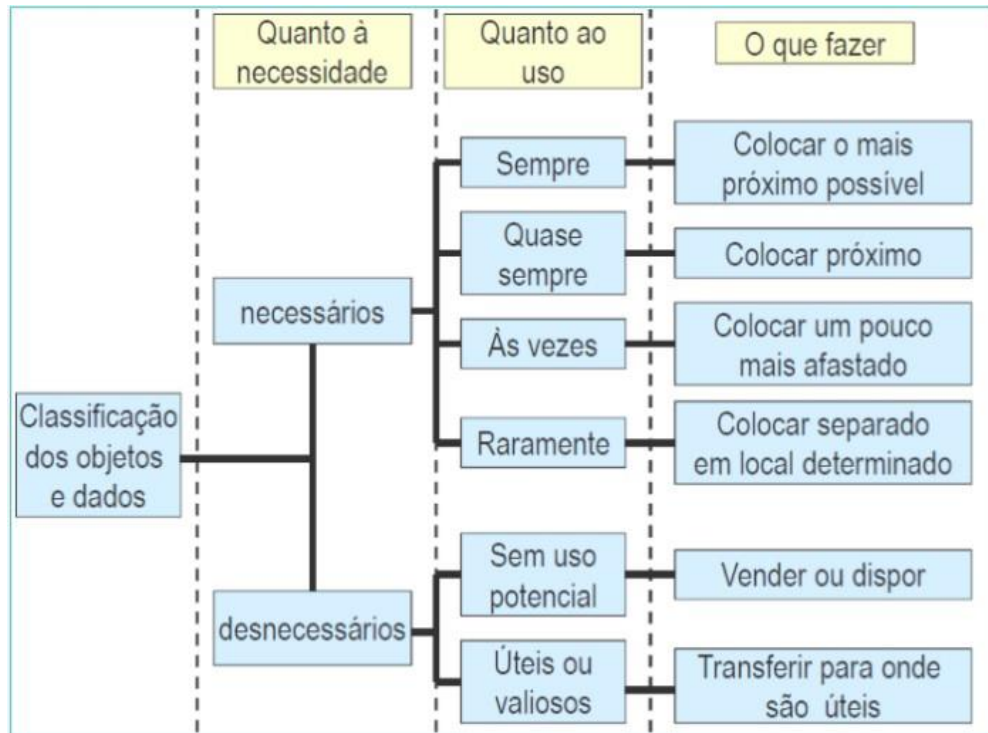 Quanto à
necessidade
Quanto ao
uso
O que fazer
Classificação
dos objetos
e dados
necessários
desnecessários
Sempre
Colocar o mais
próximo possível
Quase
sempre
Colocar próximo
Às vezes
Colocar um pouco
mais afastado
Raramente
Colocar separado
em local determinado
Sem uso
potencial
Vender ou dispor
Úteis ou
valiosos
Transferir para onde
são úteis